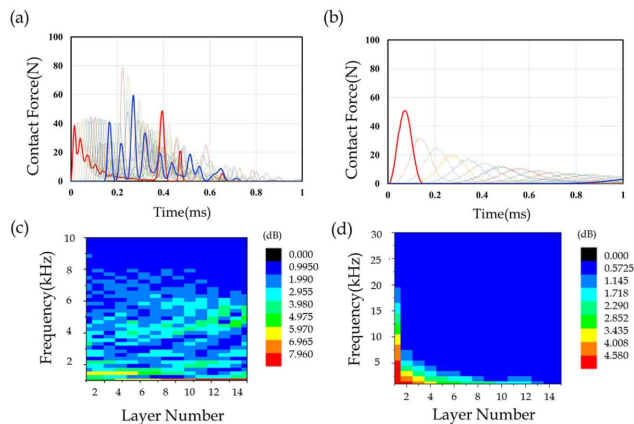 (a)
100
80
60
40
20
0
Contact Force(N)
0 0.2 0.4 0.6 0.8 1
Time(ms)
(b)
100
80
60
40
20
0
Contact Force(N)
0 0.2 0.4 0.6 0.8 1
Time(ms)
(c)
10
8
6
4
2
Frequency(kHz)
2 4 6 8 10 12 14
Layer Number
(dB)
0.000
0.9950
1.990
2.955
3.980
4.975
5.970
6.965
7.960
(d)
30
25
20
15
10
5
Frequency(kHz)
2 4 6 8 10 12 14
Layer Number
(dB)
0.000
0.5725
1.145
1.718
2.290
2.852
3.435
4.008
4.580